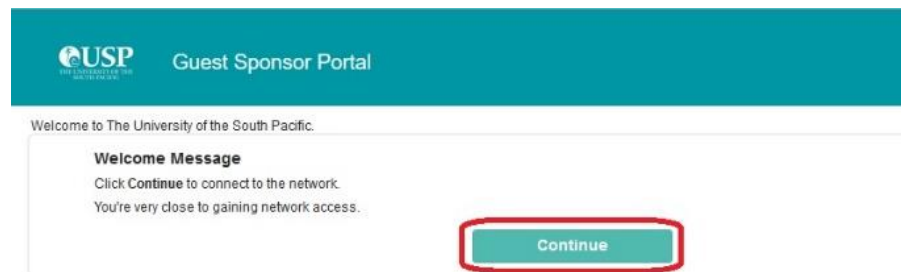 USP
THE UNIVERSITY OF THE
SOUTH PACIFIC
Guest Sponsor Portal
Welcome to The University of the South Pacific.
Welcome Message
Click Continue to connect to the network.
You're very close to gaining network access.
Continue